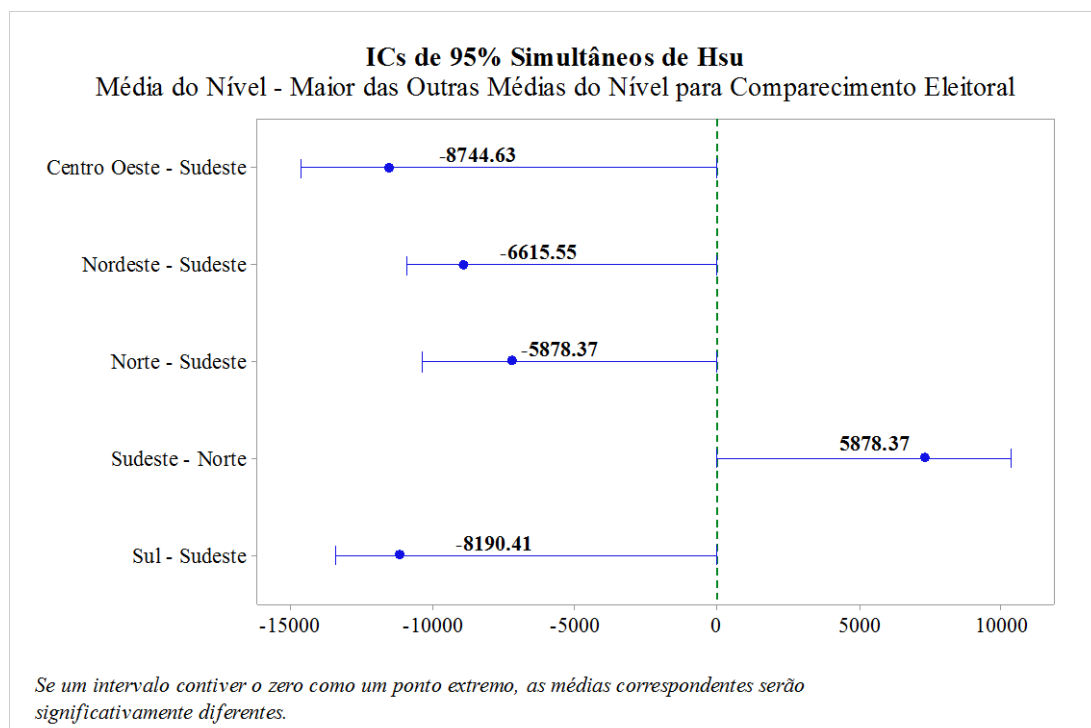 ICs de 95% Simultâneos de Hsu
Média do Nível - Maior das Outras Médias do Nível para Comparecimento Eleitoral
Centro Oeste - Sudeste
-8744.63
Nordeste - Sudeste
-6615.55
Norte - Sudeste
-5878.37
Sudeste - Norte
5878.37
Sul - Sudeste
-8190.41
-15000 -10000 -5000 0 5000 10000
Se um intervalo contiver o zero como um ponto extremo, as médias correspondentes serão
significativamente diferentes.